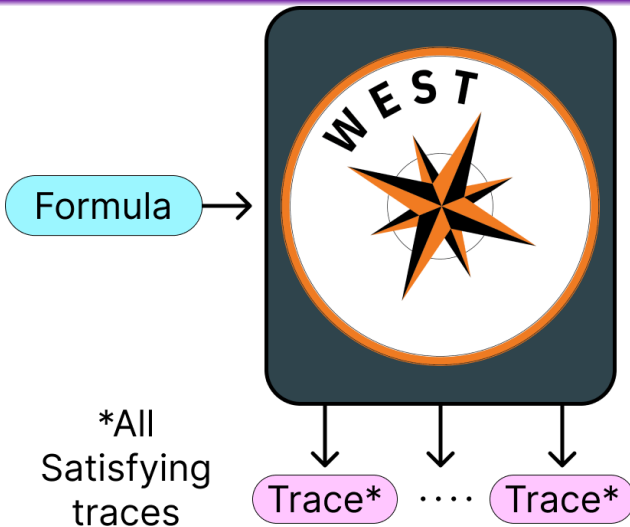 WEST
Formula
*All
Satisfying
traces
Trace* .... Trace*